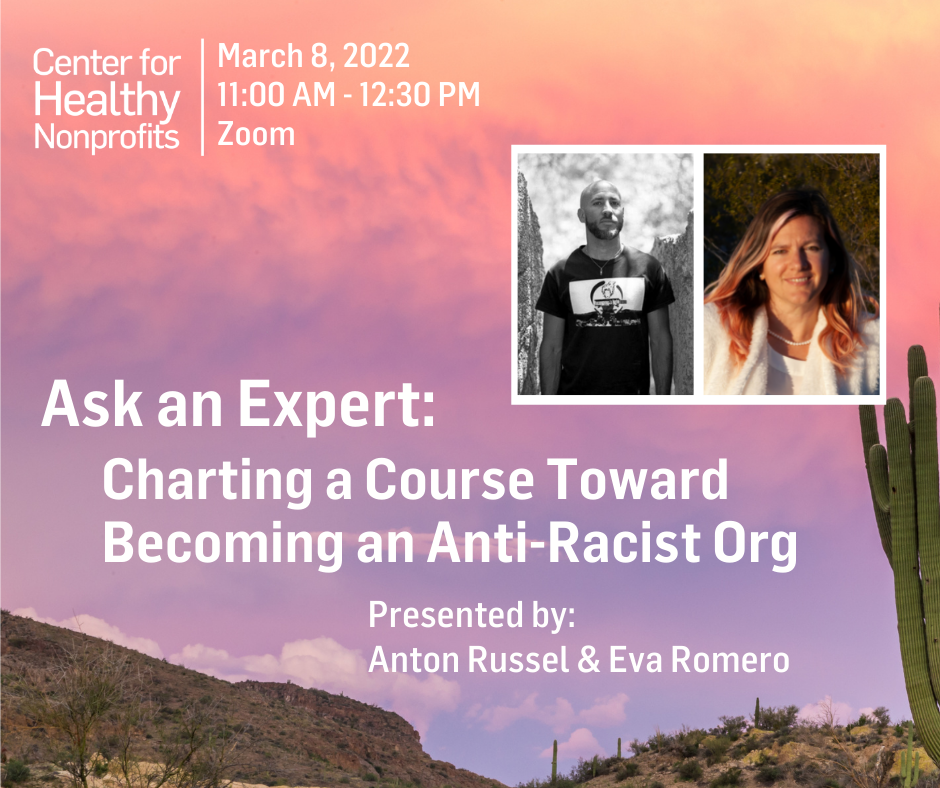 Center for
Healthy
Nonprofits
March 8, 2022
11:00 AM - 12:30 PM
Zoom
Ask an Expert:
Charting a Course Toward
Becoming an Anti-Racist Org
Presented by:
Anton Russel & Eva Romero